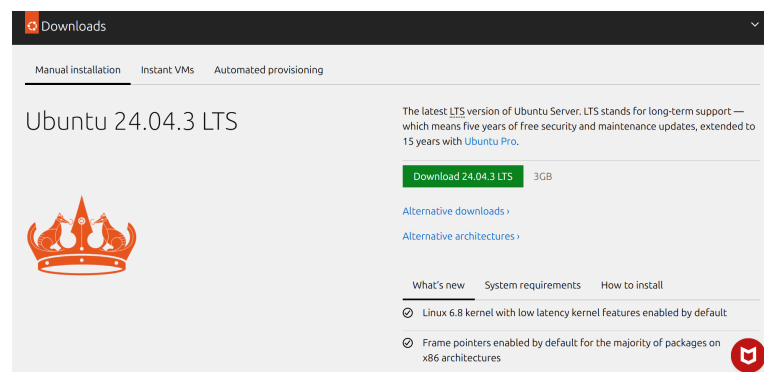 Downloads
Manual installation Instant VMs Automated provisioning
Ubuntu 24.04.3 LTS
The latest LTS version of Ubuntu Server. LTS stands for long-term support —
which means five years of free security and maintenance updates, extended to
15 years with Ubuntu Pro.
Download 24.04.3 LTS 3GB
Alternative downloads ›
Alternative architectures ›
What's new System requirements How to install
Linux 6.8 kernel with low latency kernel features enabled by default
Frame pointers enabled by default for the majority of packages on
x86 architectures